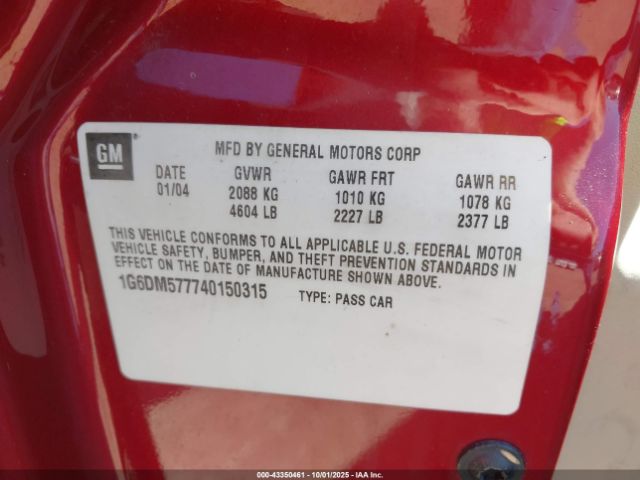 GM
MFD BY GENERAL MOTORS CORP
DATE GVWR GAWR FRT GAWR RR
01/04 2088 KG 1010 KG 1078 KG
4604 LB 2227 LB 2377 LB
THIS VEHICLE CONFORMS TO ALL APPLICABLE U.S. FEDERAL MOTOR
VEHICLE SAFETY, BUMPER, AND THEFT PREVENTION STANDARDS IN
EFFECT ON THE DATE OF MANUFACTURE SHOWN ABOVE.
1G6DM577740150315 TYPE: PASS CAR
000-43350461 - 10/01/2025 - IAA Inc.